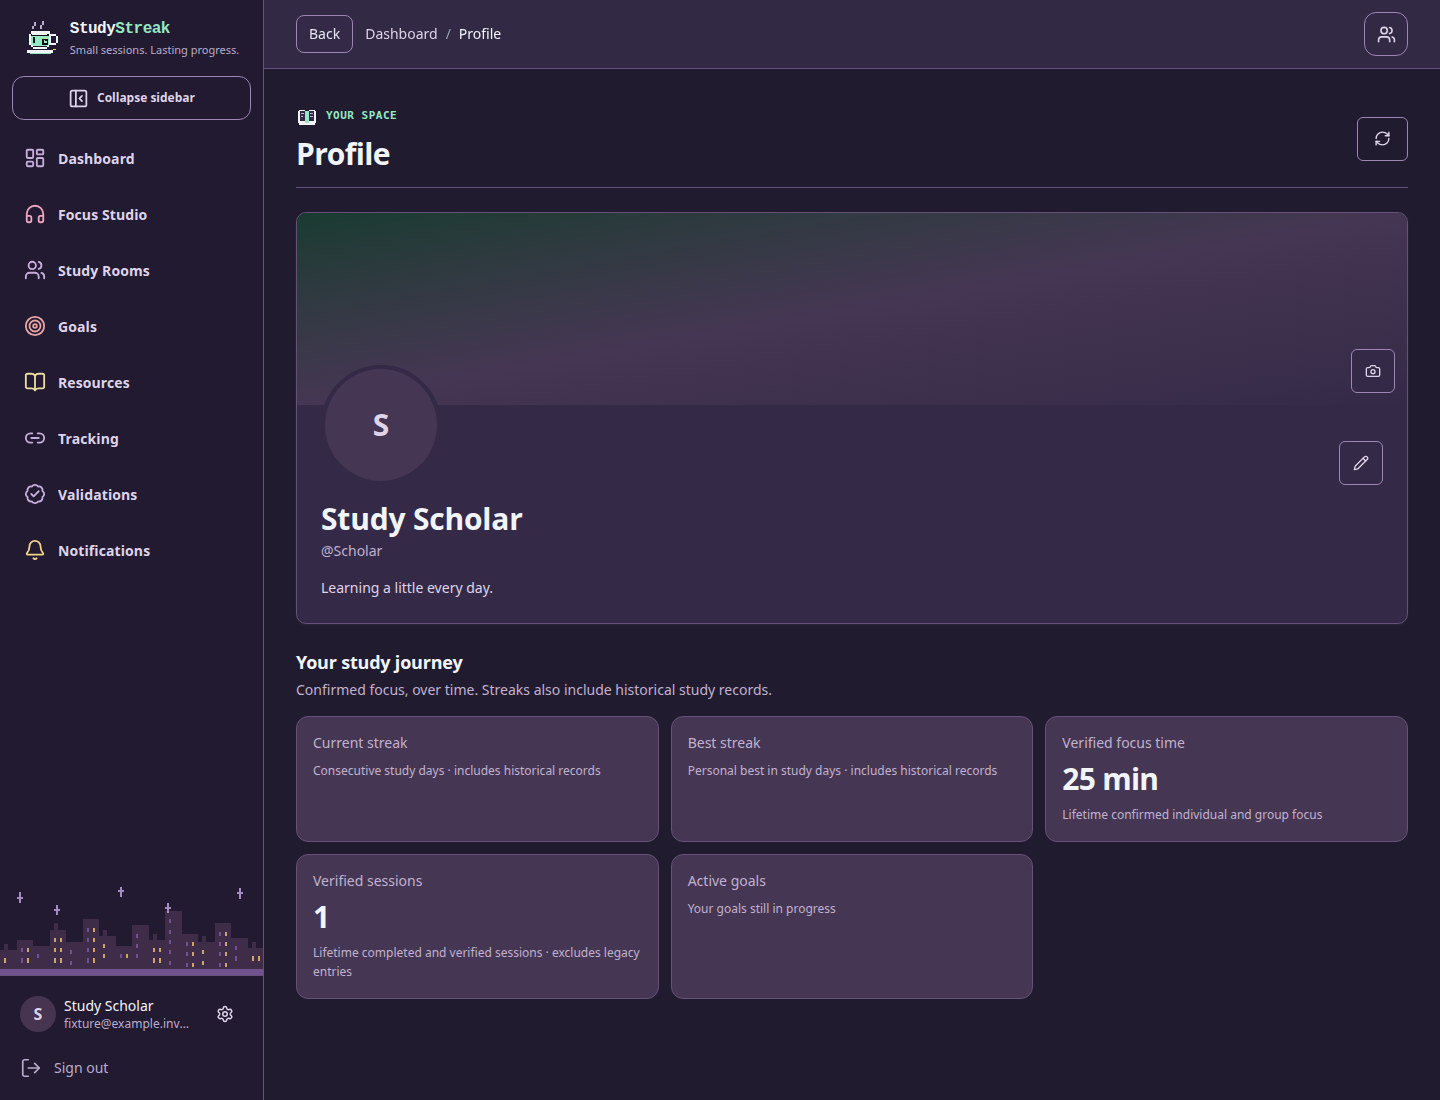 StudyStreak
Small sessions. Lasting progress.
Collapse sidebar
Dashboard
Focus Studio
Study Rooms
Goals
Resources
Tracking
Validations
Notifications
S
Study Scholar
fixture@example.inv...
Sign out
Back
Dashboard / Profile
YOUR SPACE
Profile
S
Study Scholar
@Scholar
Learning a little every day.
Your study journey
Confirmed focus, over time. Streaks also include historical study records.
Current streak
Consecutive study days · includes historical records
Best streak
Personal best in study days · includes historical records
Verified focus time
25 min
Lifetime confirmed individual and group focus
Verified sessions
1
Lifetime completed and verified sessions · excludes legacy
entries
Active goals
Your goals still in progress